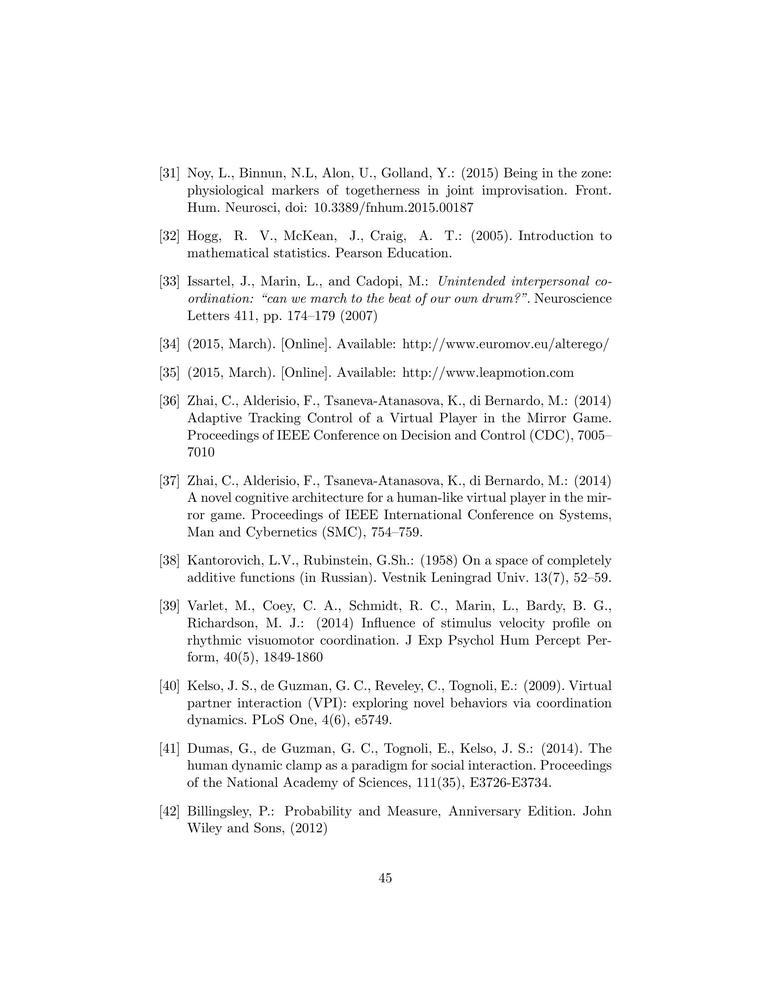 [31] Noy, L., Binnun, N.L, Alon, U., Golland, Y.: (2015) Being in the zone:
physiological markers of togetherness in joint improvisation. Front.
Hum. Neurosci, doi: 10.3389/fnhum.2015.00187
[32] Hogg, R. V., McKean, J., Craig, A. T.: (2005). Introduction to
mathematical statistics. Pearson Education.
[33] Issartel, J., Marin, L., and Cadopi, M.: Unintended interpersonal co-
ordination: “can we march to the beat of our own drum?”. Neuroscience
Letters 411, pp. 174–179 (2007)
[34] (2015, March). [Online]. Available: http://www.euromov.eu/alterego/
[35] (2015, March). [Online]. Available: http://www.leapmotion.com
[36] Zhai, C., Alderisio, F., Tsaneva-Atanasova, K., di Bernardo, M.: (2014)
Adaptive Tracking Control of a Virtual Player in the Mirror Game.
Proceedings of IEEE Conference on Decision and Control (CDC), 7005–
7010
[37] Zhai, C., Alderisio, F., Tsaneva-Atanasova, K., di Bernardo, M.: (2014)
A novel cognitive architecture for a human-like virtual player in the mir-
ror game. Proceedings of IEEE International Conference on Systems,
Man and Cybernetics (SMC), 754–759.
[38] Kantorovich, L.V., Rubinstein, G.Sh.: (1958) On a space of completely
additive functions (in Russian). Vestnik Leningrad Univ. 13(7), 52–59.
[39] Varlet, M., Coey, C. A., Schmidt, R. C., Marin, L., Bardy, B. G.,
Richardson, M. J.: (2014) Influence of stimulus velocity profile on
rhythmic visuomotor coordination. J Exp Psychol Hum Percept Per-
form, 40(5), 1849-1860
[40] Kelso, J. S., de Guzman, G. C., Reveley, C., Tognoli, E.: (2009). Virtual
partner interaction (VPI): exploring novel behaviors via coordination
dynamics. PLoS One, 4(6), e5749.
[41] Dumas, G., de Guzman, G. C., Tognoli, E., Kelso, J. S.: (2014). The
human dynamic clamp as a paradigm for social interaction. Proceedings
of the National Academy of Sciences, 111(35), E3726-E3734.
[42] Billingsley, P.: Probability and Measure, Anniversary Edition. John
Wiley and Sons, (2012)
45